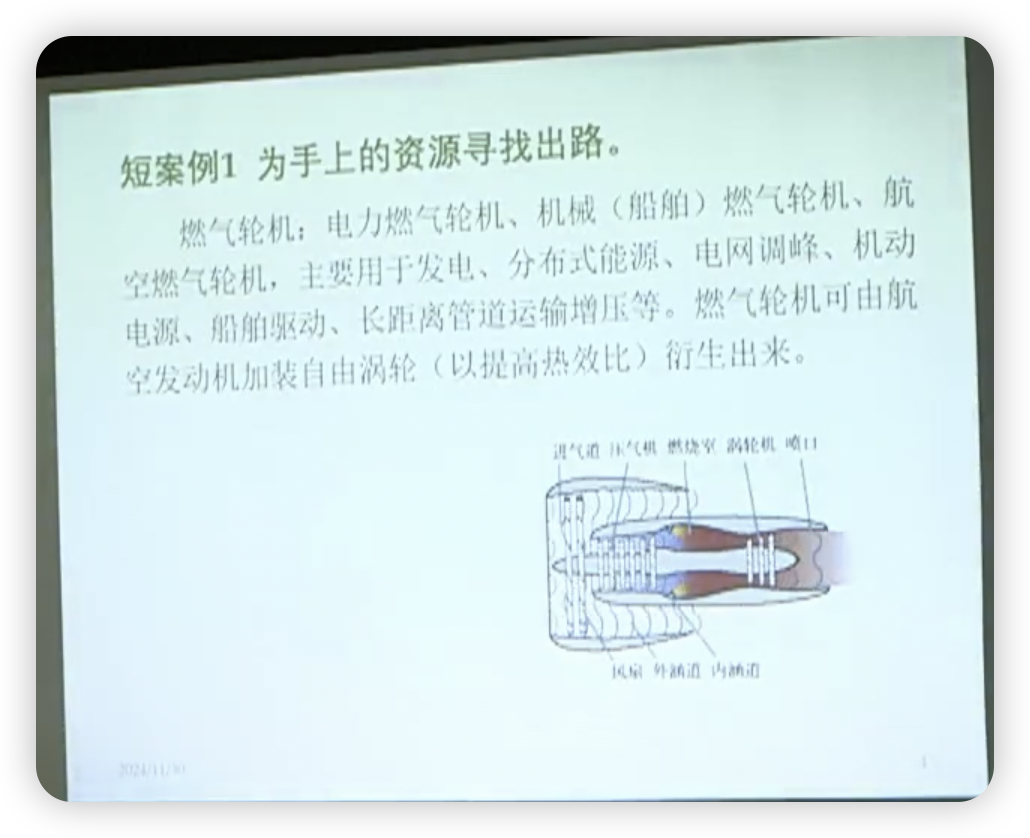 短案例1 为手上的资源寻找出路。
燃气轮机：电力燃气轮机、机械（船舶）燃气轮机、航
空燃气轮机，主要用于发电、分布式能源、电网调峰、机动
电源、船舶驱动、长距离管道运输增压等。燃气轮机可由航
空发动机加装自由涡轮（以提高热效比）衍生出来。
进气道 压气机 燃烧室 涡轮机 喷口
风扇 外涵道 内涵道
2024/11/30